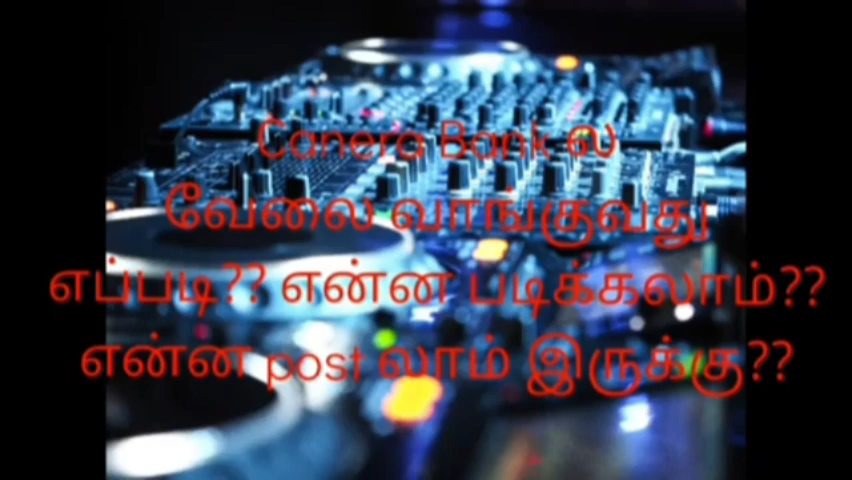 Canera Bank ல
வேலை வாங்குவது
எப்படி?? என்ன படிக்கலாம்??
என்ன post லாம் இருக்கு??